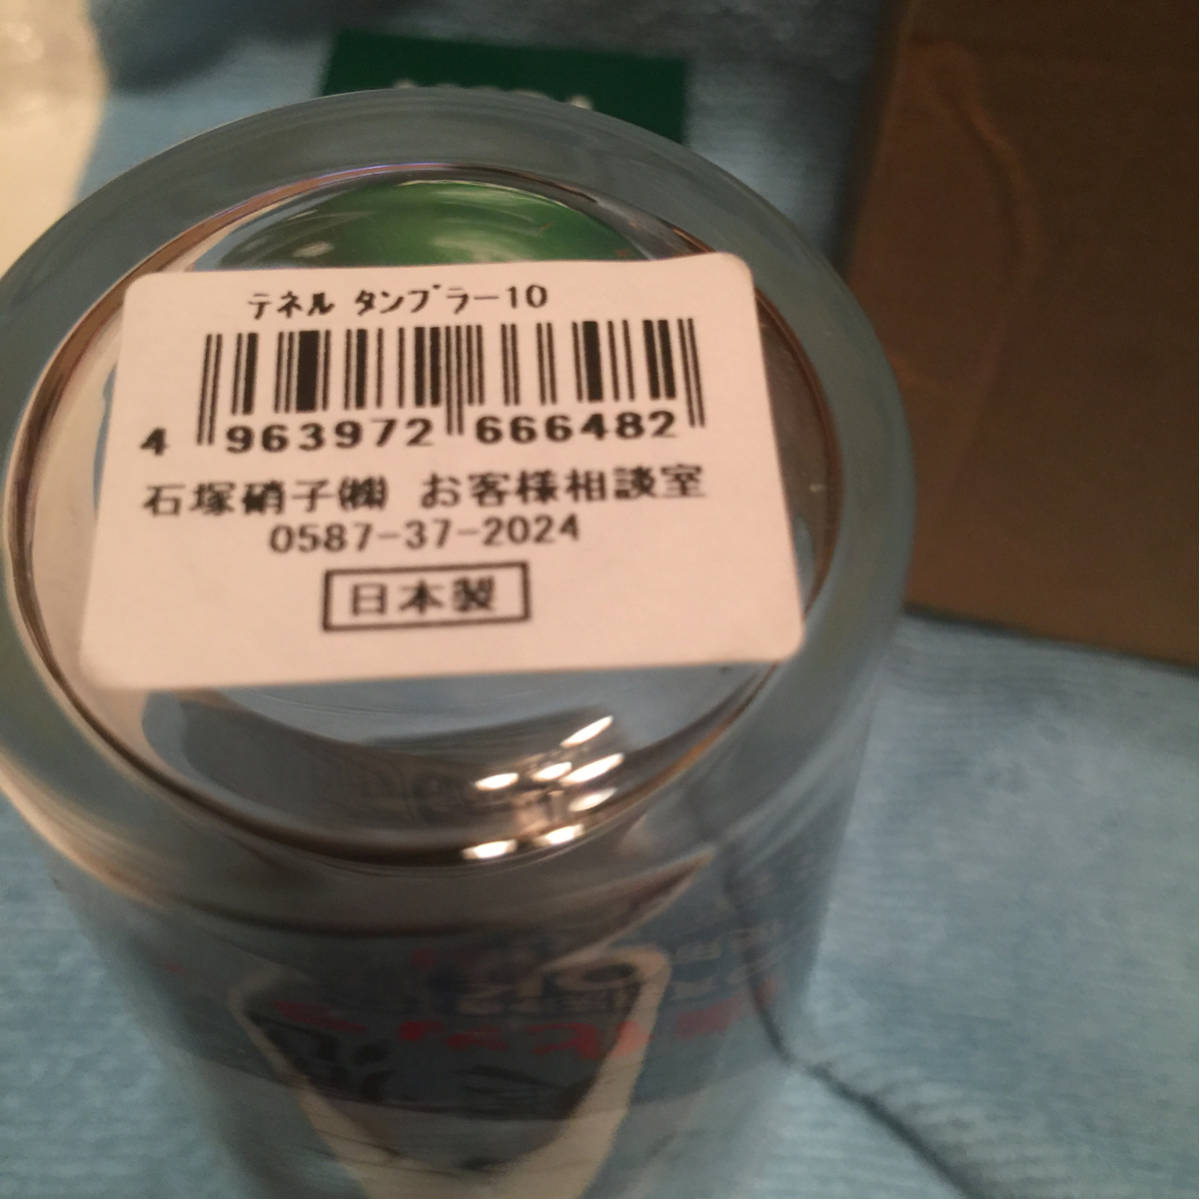 テネル タンブラー10
4 963972 666482
石塚硝子㈱ お客様相談室
0587-37-2024
日本製